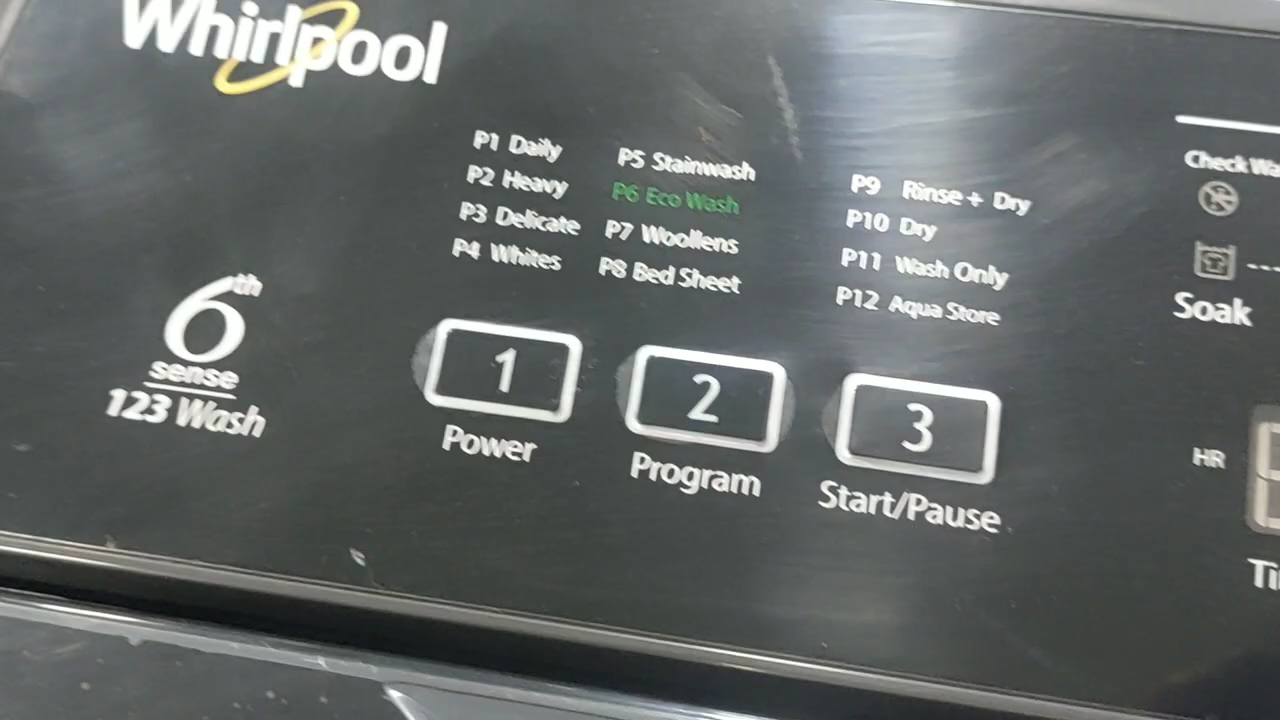 Whirlpool
P1 Daily
P2 Heavy
P3 Delicate
P4 Whites
P5 Stainwash
P6 Eco Wash
P7 Woollens
P8 Bed Sheet
P9 Rinse + Dry
P10 Dry
P11 Wash Only
P12 Aqua Store
6th
sense
123 Wash
1
Power
2
Program
3
Start/Pause
Check
Soak
HR